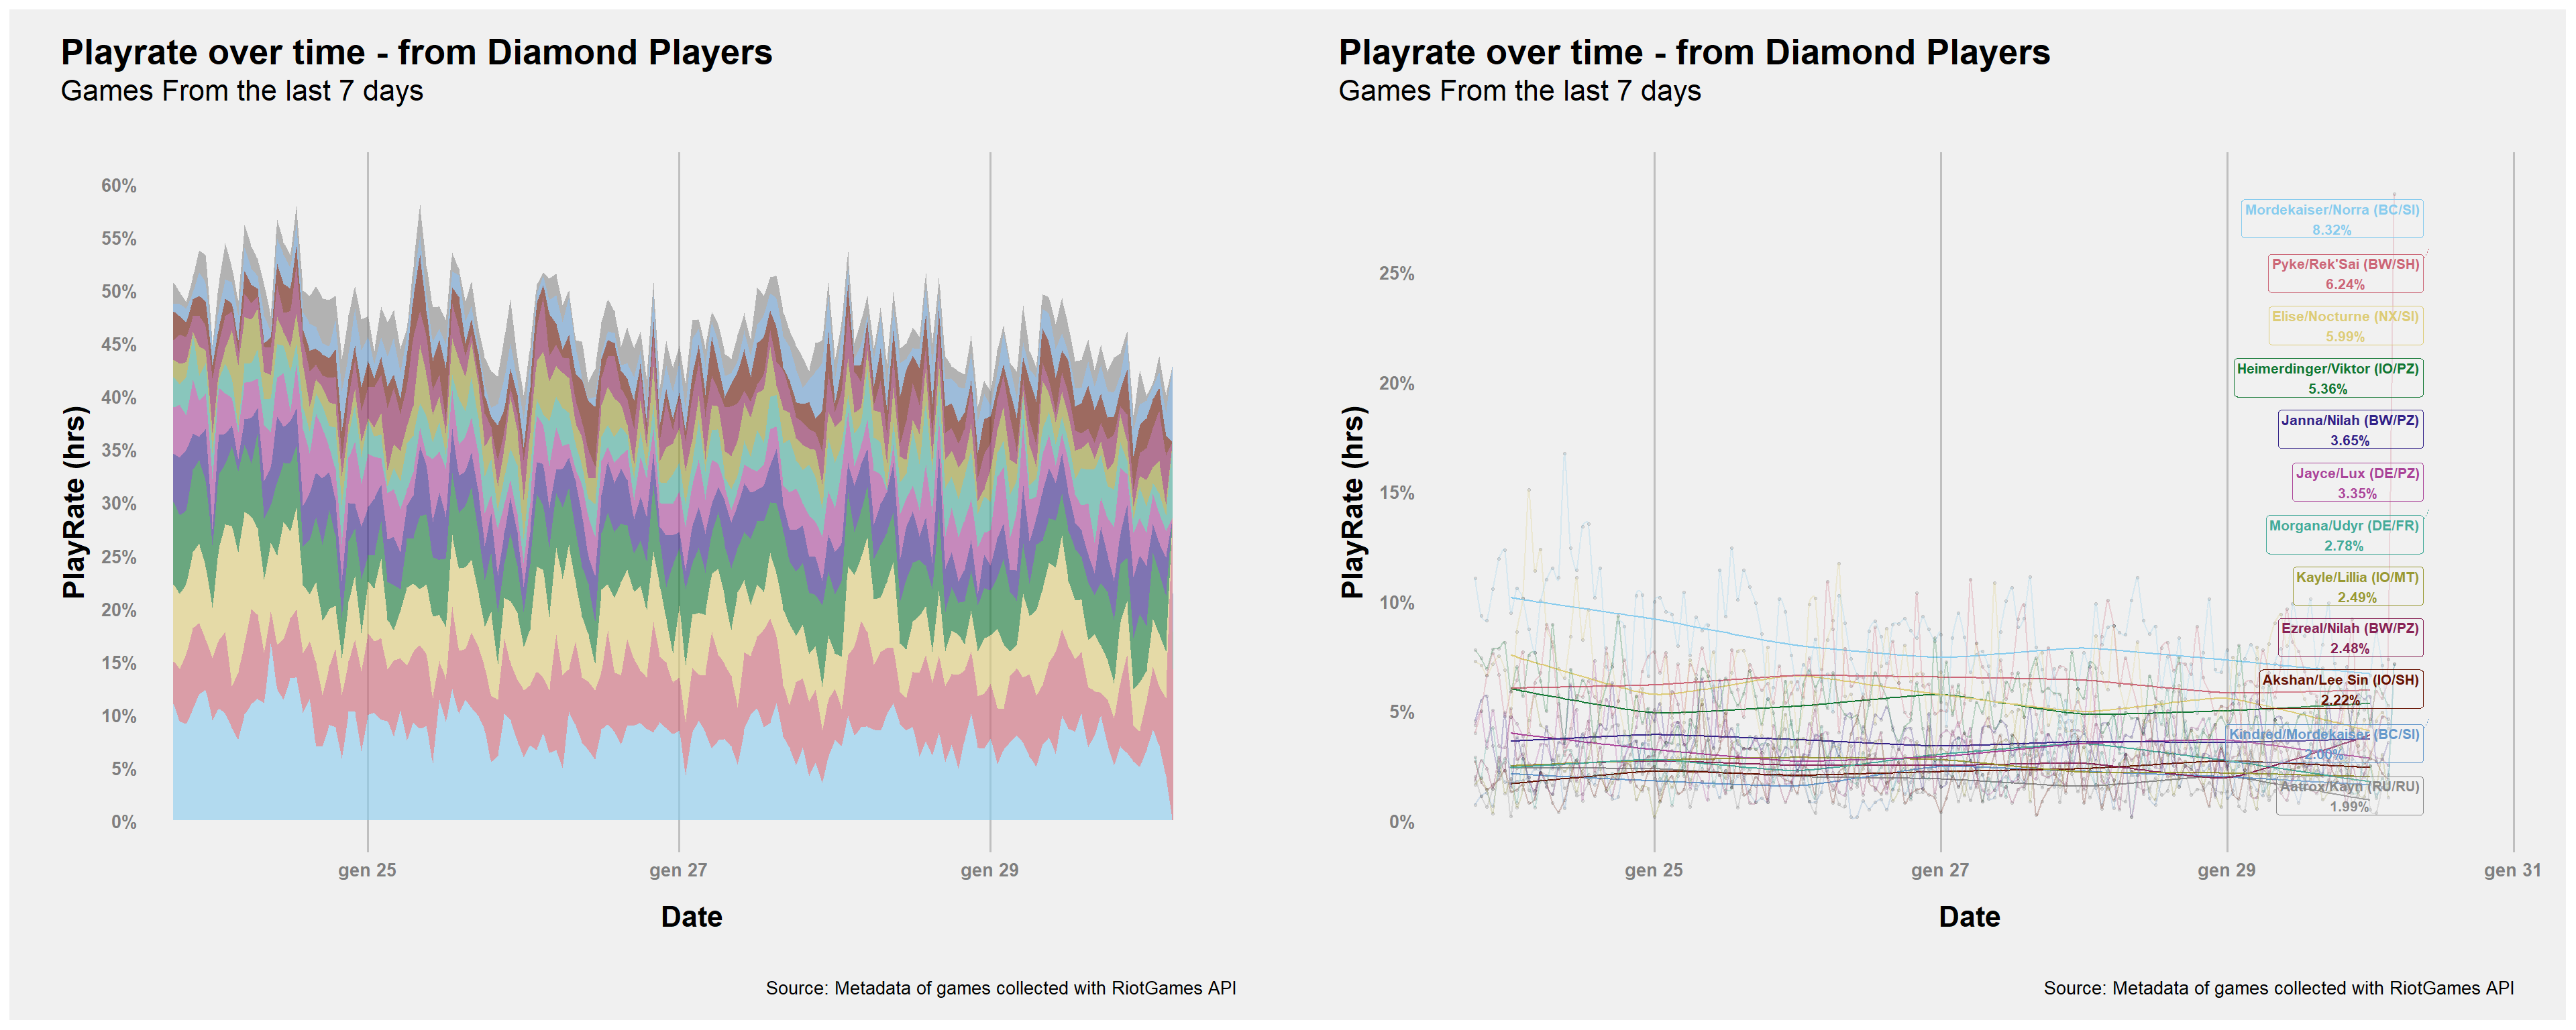 Playrate over time - from Diamond Players
Games From the last 7 days
PlayRate (hrs)
60%
55%
50%
45%
40%
35%
30%
25%
20%
15%
10%
5%
0%
gen 25
gen 27
gen 29
Date
Source: Metadata of games collected with RiotGames API
Playrate over time - from Diamond Players
Games From the last 7 days
PlayRate (hrs)
25%
20%
15%
10%
5%
0%
Mordekaiser/Norra (BC/SI)
8.32%
Pyke/Rek'Sai (BW/SH)
6.24%
Elise/Nocturne (NX/SI)
5.99%
Heimerdinger/Viktor (IO/PZ)
5.36%
Janna/Nilah (BW/PZ)
3.65%
Jayce/Lux (DE/PZ)
3.35%
Morgana/Udyr (DE/FR)
2.78%
Kayle/Lillia (IO/MT)
2.49%
Ezreal/Nilah (BW/PZ)
2.48%
Akshan/Lee Sin (IO/SH)
2.22%
Kindred/Mordekaiser (BC/SI)
2.00%
Aatrox/Kayn (RU/RU)
1.99%
gen 25
gen 27
gen 29
gen 31
Date
Source: Metadata of games collected with RiotGames API